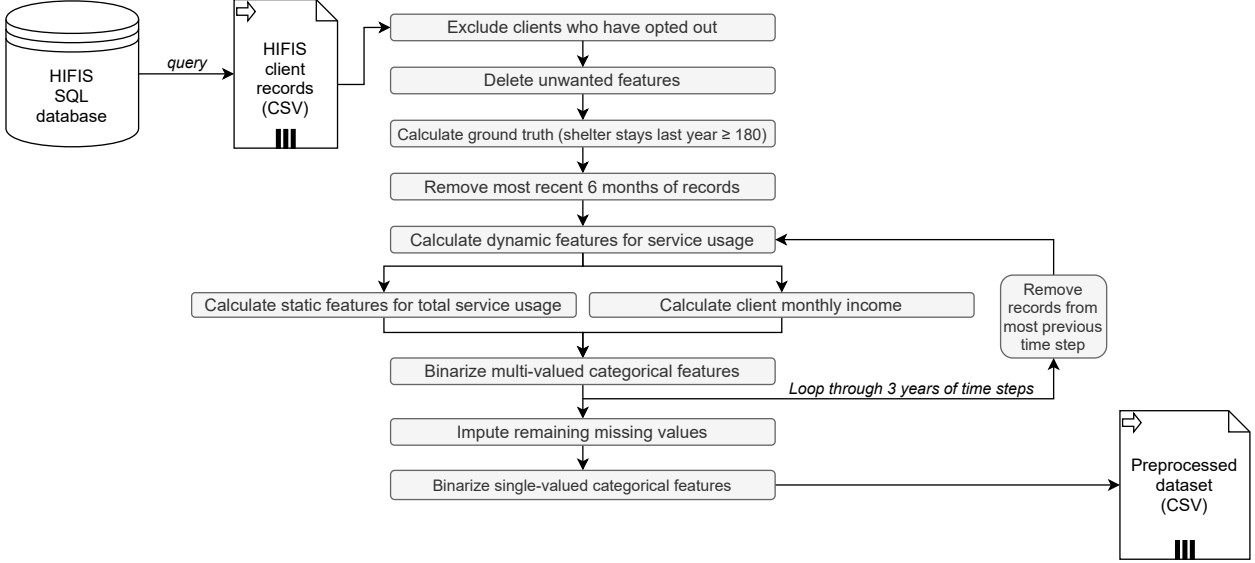 HIFIS
SQL
database
query
HIFIS
client
records
(CSV)
Exclude clients who have opted out
Delete unwanted features
Calculate ground truth (shelter stays last year ≥ 180)
Remove most recent 6 months of records
Calculate dynamic features for service usage
Calculate static features for total service usage
Calculate client monthly income
Remove
records from
most previous
time step
Binarize multi-valued categorical features
Loop through 3 years of time steps
Impute remaining missing values
Binarize single-valued categorical features
Preprocessed
dataset
(CSV)